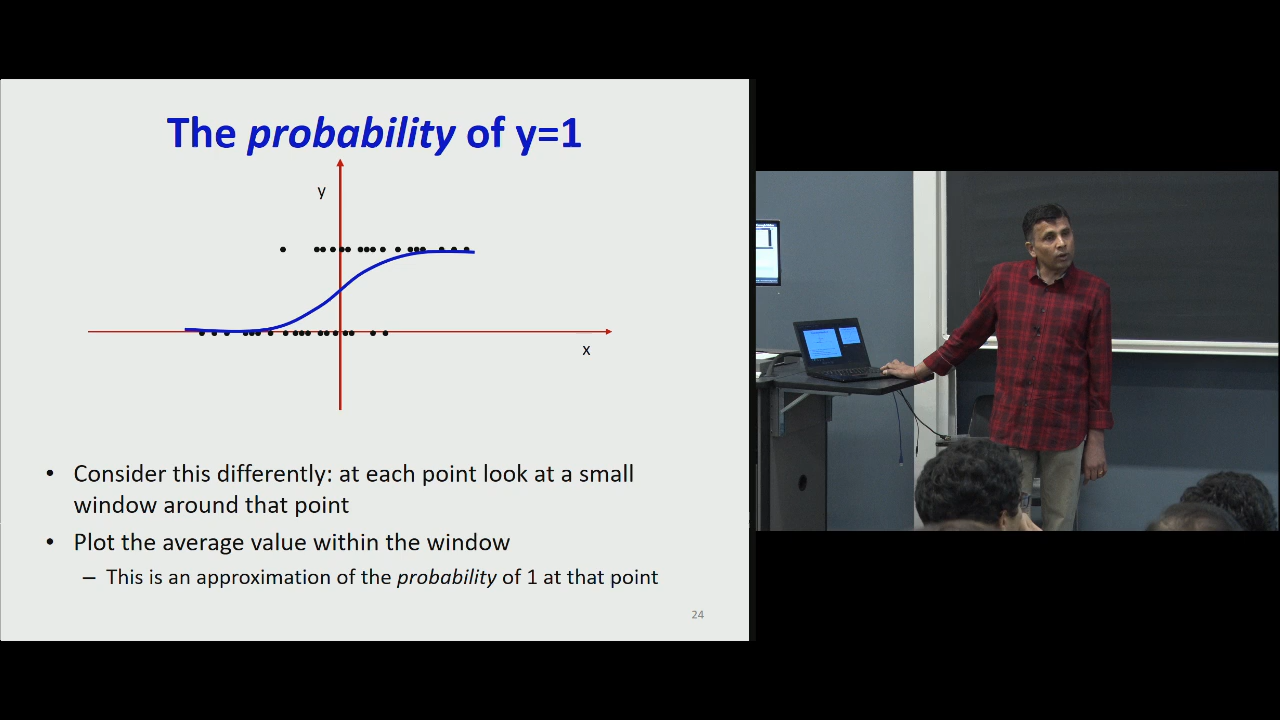 The probability of y=1
y
x
• Consider this differently: at each point look at a small
window around that point
• Plot the average value within the window
– This is an approximation of the probability of 1 at that point
24